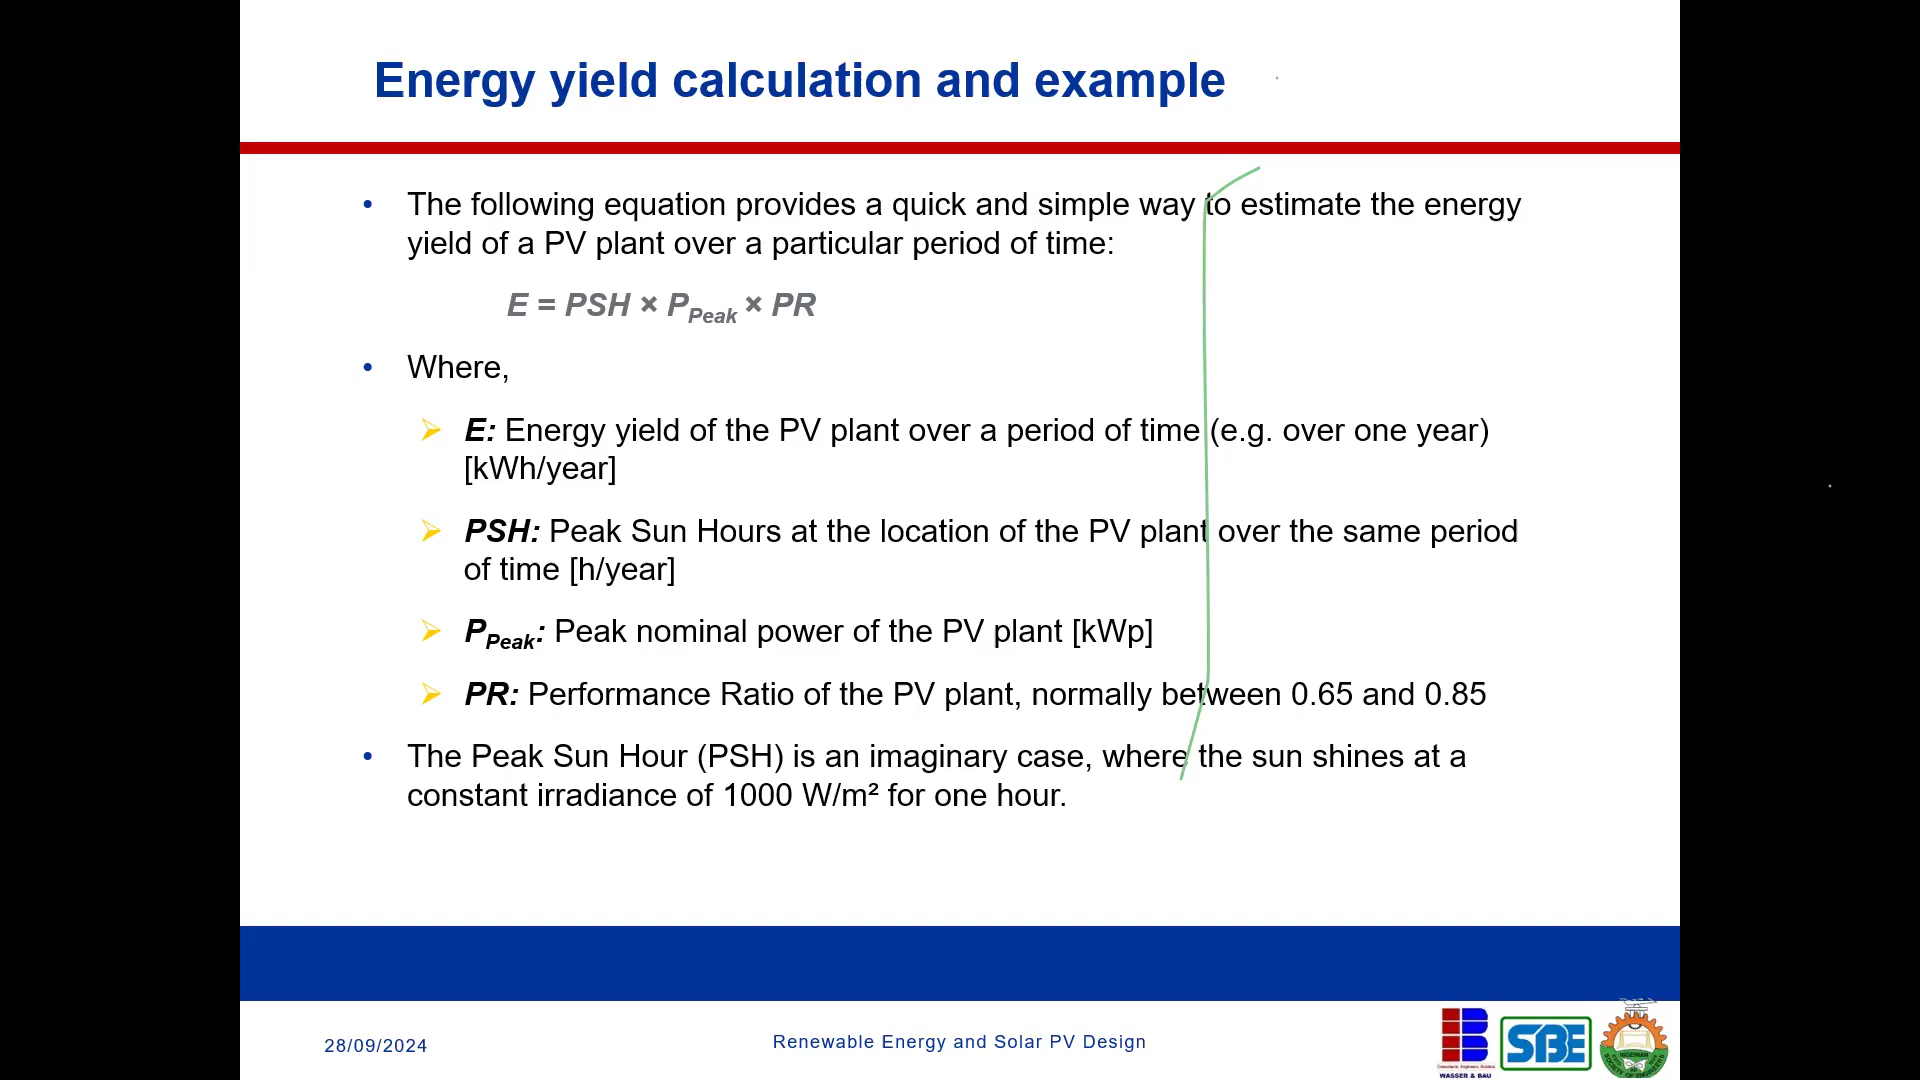 Energy yield calculation and example
• The following equation provides a quick and simple way to estimate the energy
yield of a PV plant over a particular period of time:
E = PSH × P_Peak × PR
• Where,
➢ E: Energy yield of the PV plant over a period of time (e.g. over one year)
[kWh/year]
➢ PSH: Peak Sun Hours at the location of the PV plant over the same period
of time [h/year]
➢ P_Peak: Peak nominal power of the PV plant [kWp]
➢ PR: Performance Ratio of the PV plant, normally between 0.65 and 0.85
• The Peak Sun Hour (PSH) is an imaginary case, where the sun shines at a
constant irradiance of 1000 W/m² for one hour.
28/09/2024
Renewable Energy and Solar PV Design
WASSER & BAU
SBE
NIGERIAN
SOCIETY OF ENGINEERS